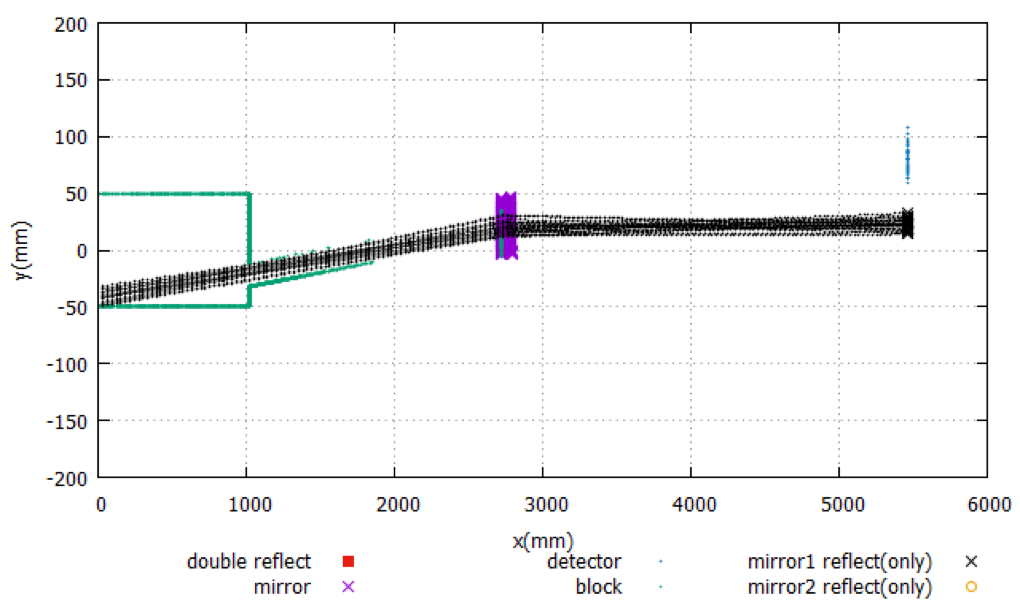 200
150
100
50
0
-50
-100
-150
-200
y(mm)
0 1000 2000 3000 4000 5000 6000
x(mm)
double reflect detector mirror1 reflect(only)
mirror block mirror2 reflect(only)